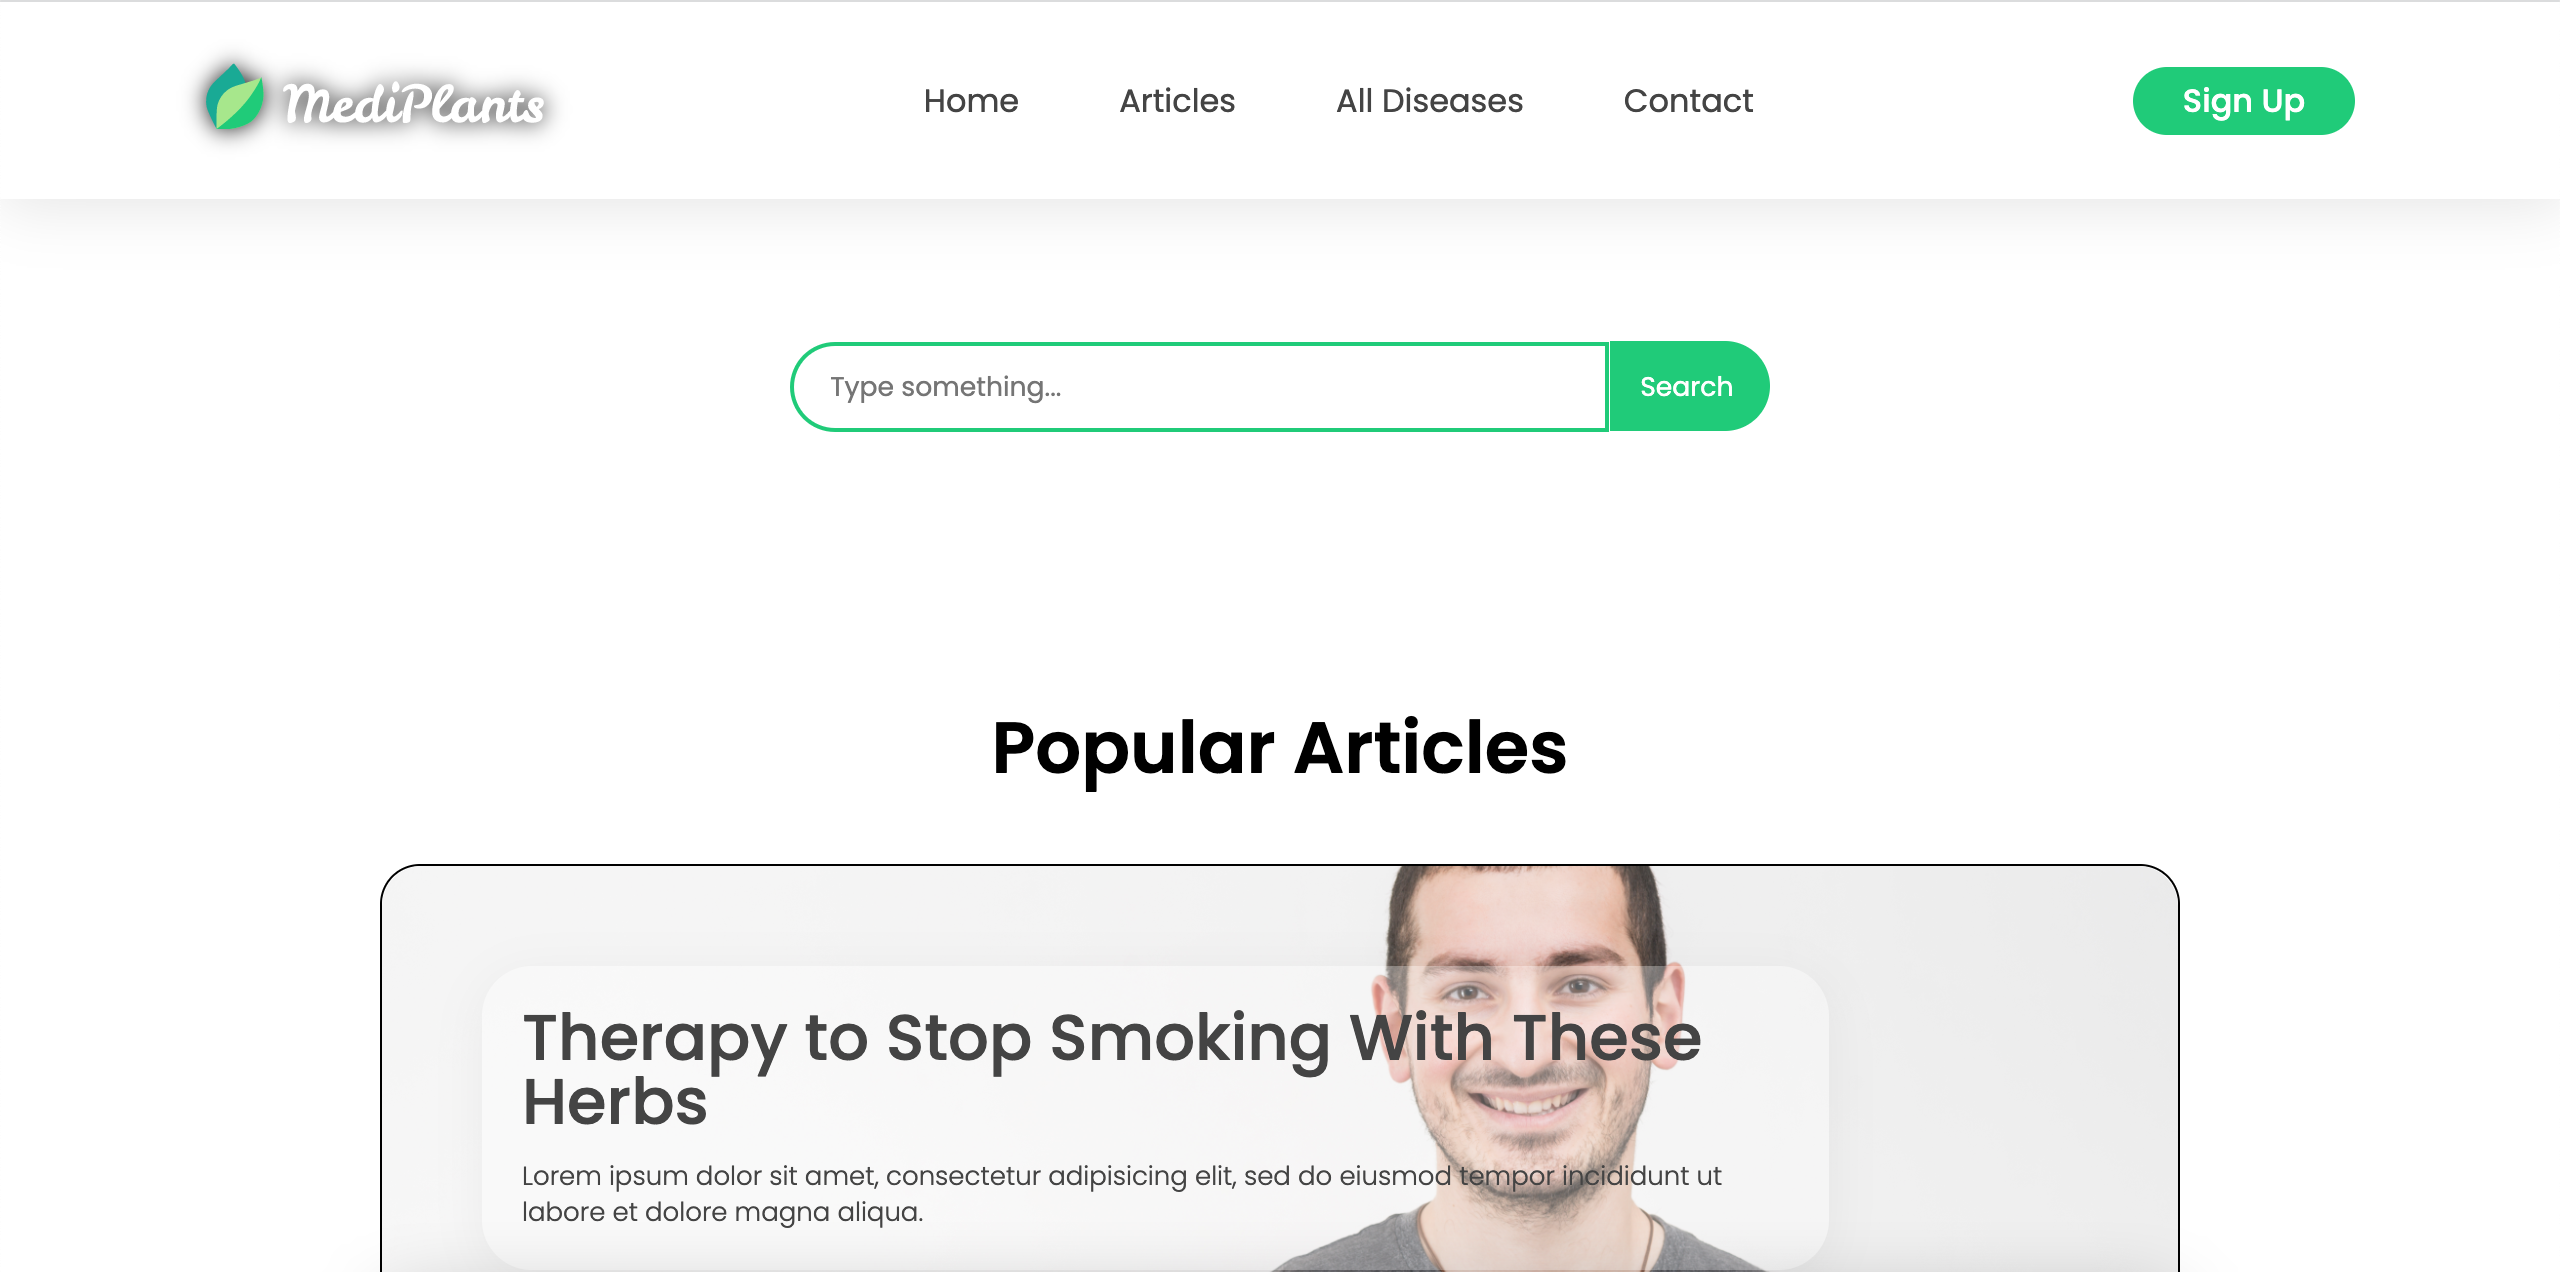 MediPlants
Home
Articles
All Diseases
Contact
Sign Up
Type something...
Search
Popular Articles
Therapy to Stop Smoking With These
Herbs
Lorem ipsum dolor sit amet, consectetur adipisicing elit, sed do eiusmod tempor incididunt ut
labore et dolore magna aliqua.